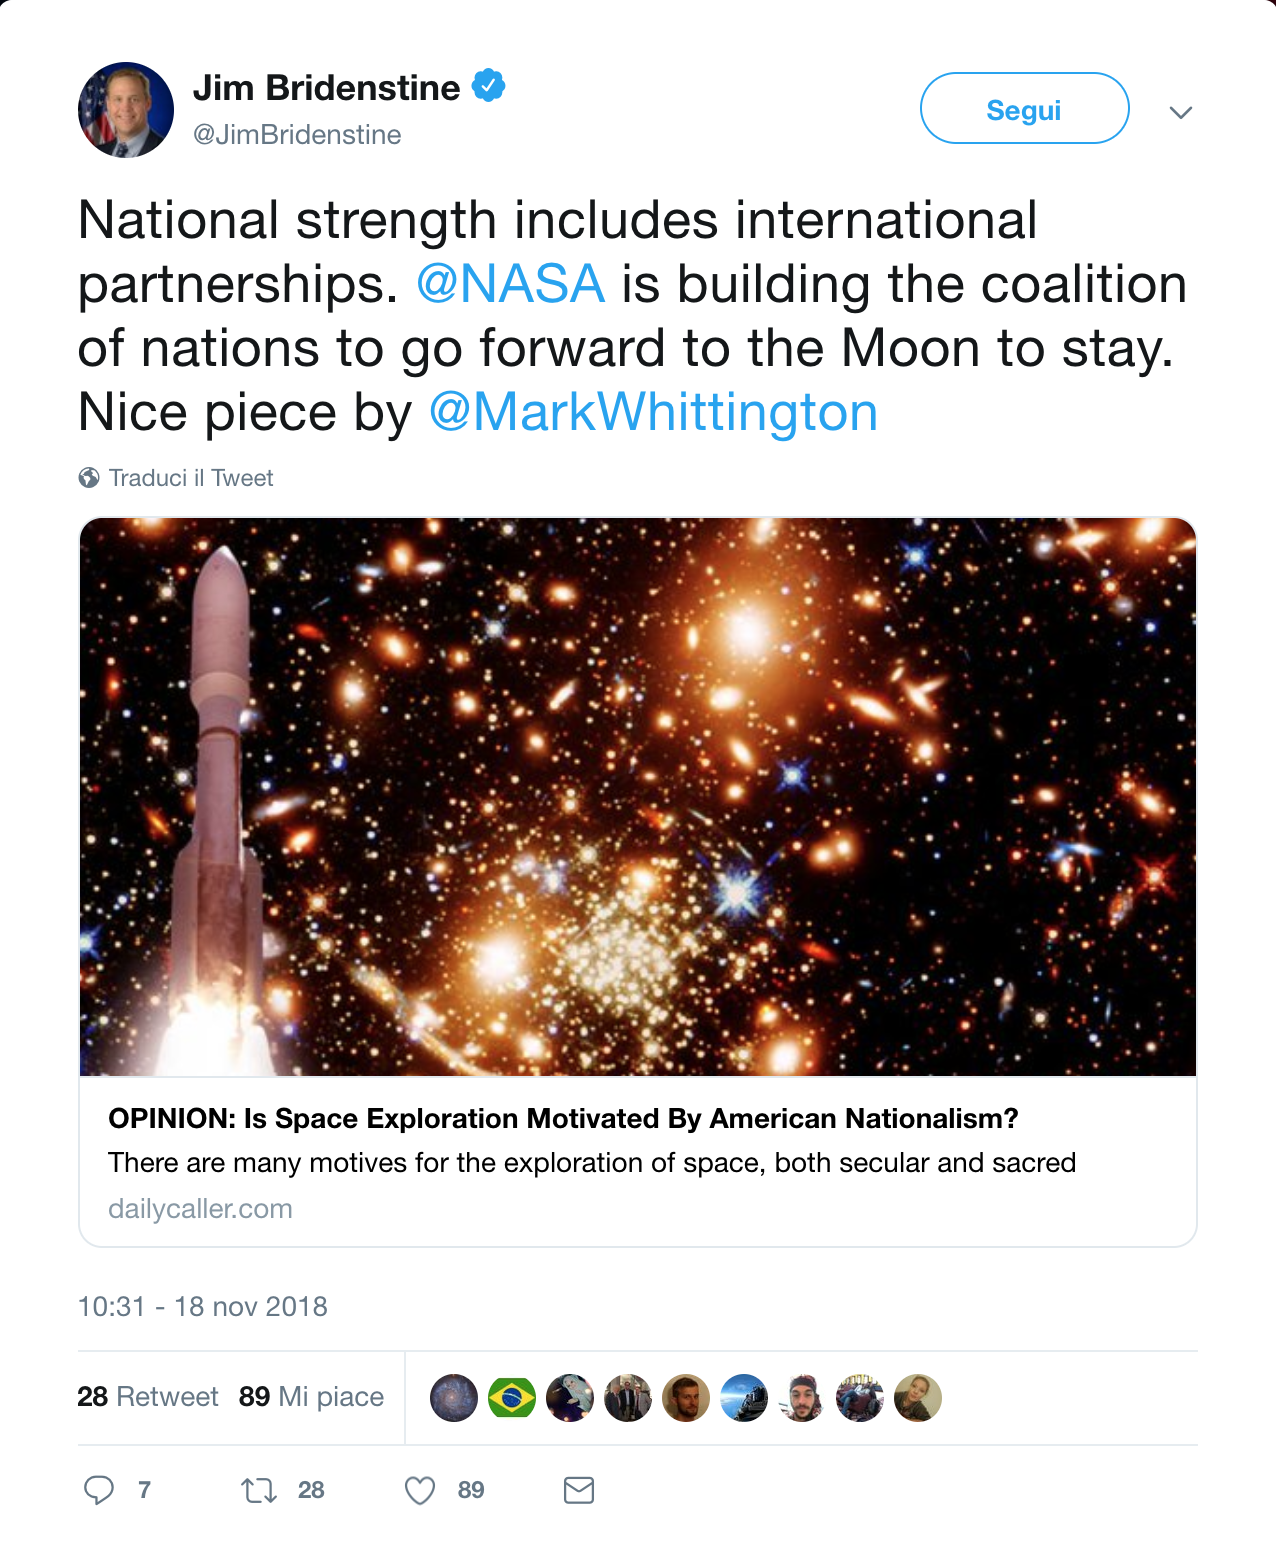 Jim Bridenstine
@JimBridenstine
Segui
National strength includes international
partnerships. @NASA is building the coalition
of nations to go forward to the Moon to stay.
Nice piece by @MarkWhittington
Traduci il Tweet
OPINION: Is Space Exploration Motivated By American Nationalism?
There are many motives for the exploration of space, both secular and sacred
dailycaller.com
10:31 - 18 nov 2018
28 Retweet 89 Mi piace
7 28 89